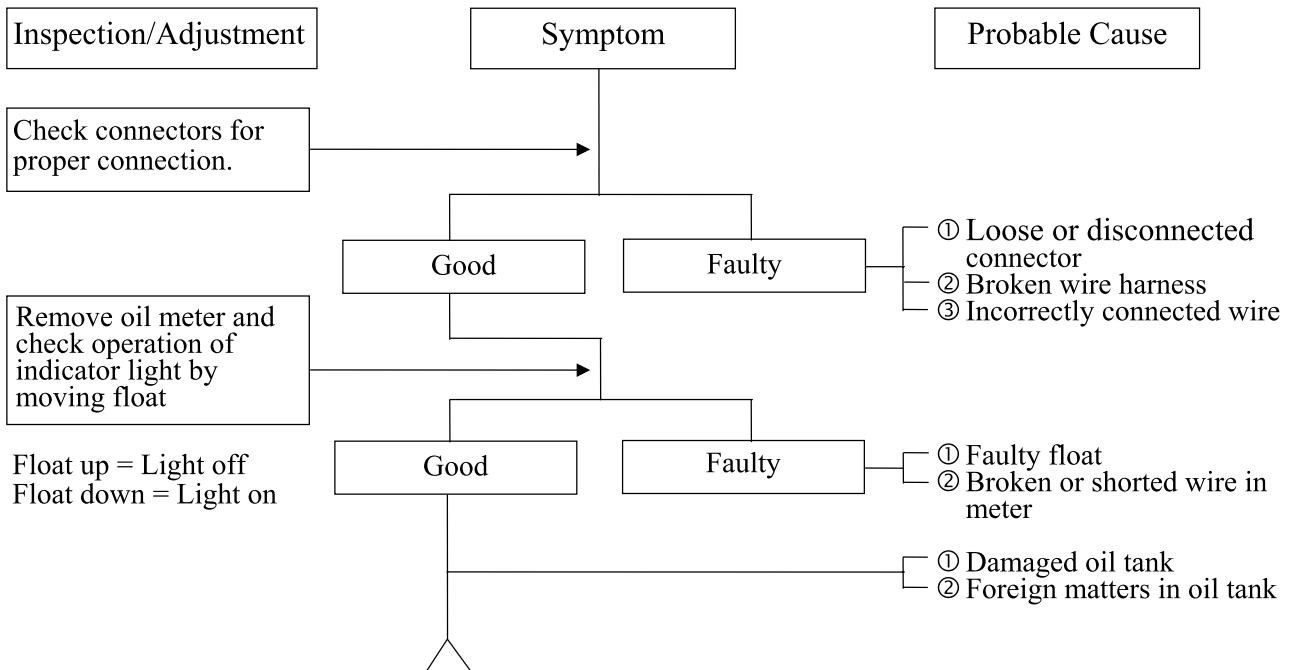 Inspection/Adjustment
Symptom
Probable Cause
Check connectors for
proper connection.
Good
Faulty
① Loose or disconnected
connector
② Broken wire harness
③ Incorrectly connected wire
Remove oil meter and
check operation of
indicator light by
moving float
Float up = Light off
Float down = Light on
Good
Faulty
① Faulty float
② Broken or shorted wire in
meter
① Damaged oil tank
② Foreign matters in oil tank